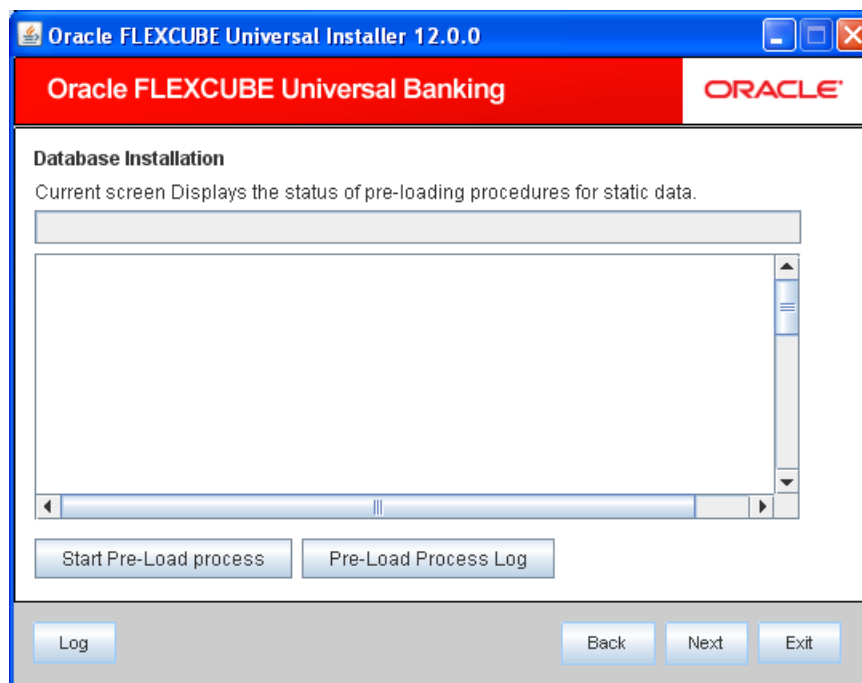 Oracle FLEXCUBE Universal Installer 12.0.0
Oracle FLEXCUBE Universal Banking
ORACLE
Database Installation
Current screen Displays the status of pre-loading procedures for static data.
Start Pre-Load process
Pre-Load Process Log
Log
Back
Next
Exit